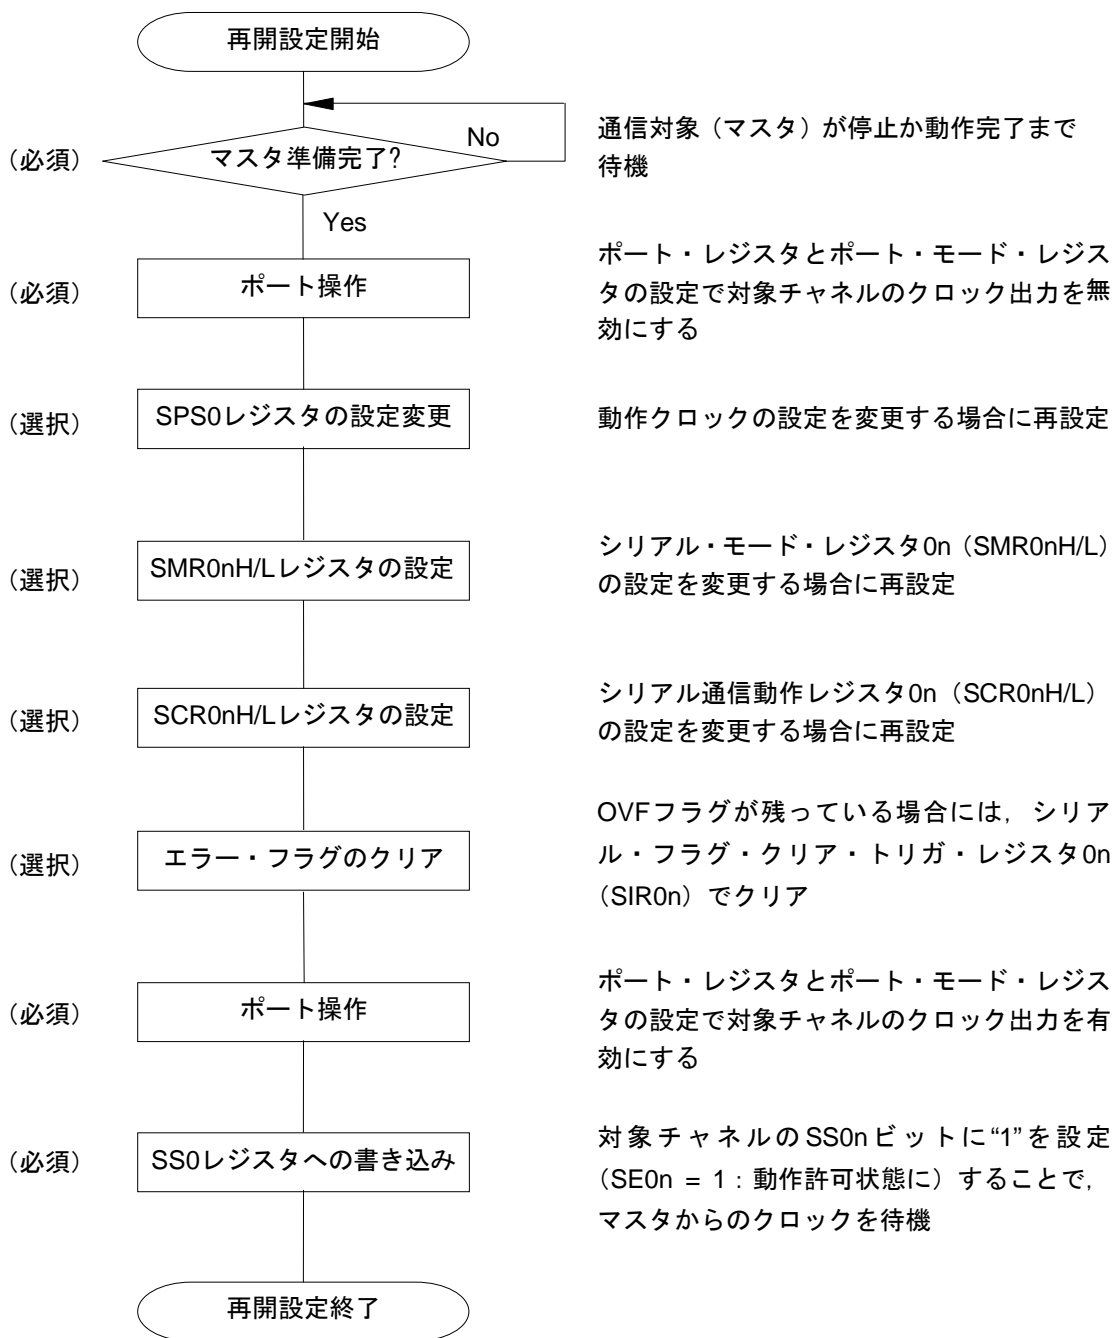 再開設定開始
No
通信対象（マスタ）が停止か動作完了まで
待機
（必須）
マスタ準備完了?
Yes
ポート・レジスタとポート・モード・レジス
タの設定で対象チャネルのクロック出力を無
効にする
（必須）
ポート操作
（選択）
SPS0レジスタの設定変更
動作クロックの設定を変更する場合に再設定
シリアル・モード・レジスタ0n（SMR0nH/L）
の設定を変更する場合に再設定
（選択）
SMR0nH/Lレジスタの設定
シリアル通信動作レジスタ0n（SCR0nH/L）
の設定を変更する場合に再設定
（選択）
SCR0nH/Lレジスタの設定
OVFフラグが残っている場合には，シリア
ル・フラグ・クリア・トリガ・レジスタ0n
（SIR0n）でクリア
（選択）
エラー・フラグのクリア
ポート・レジスタとポート・モード・レジス
タの設定で対象チャネルのクロック出力を有
効にする
（必須）
ポート操作
対象チャネルのSS0nビットに“1”を設定
（SE0n = 1：動作許可状態に）することで，
マスタからのクロックを待機
（必須）
SS0レジスタへの書き込み
再開設定終了